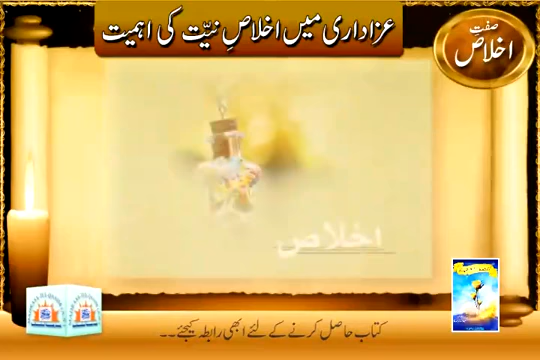 عزاداری میں اخلاصِ نیّت کی اہمیت
صفت
اخلاص
اخلاص
کتاب حاصل کرنے کے لئے ابھی رابطہ کیجئے۔۔